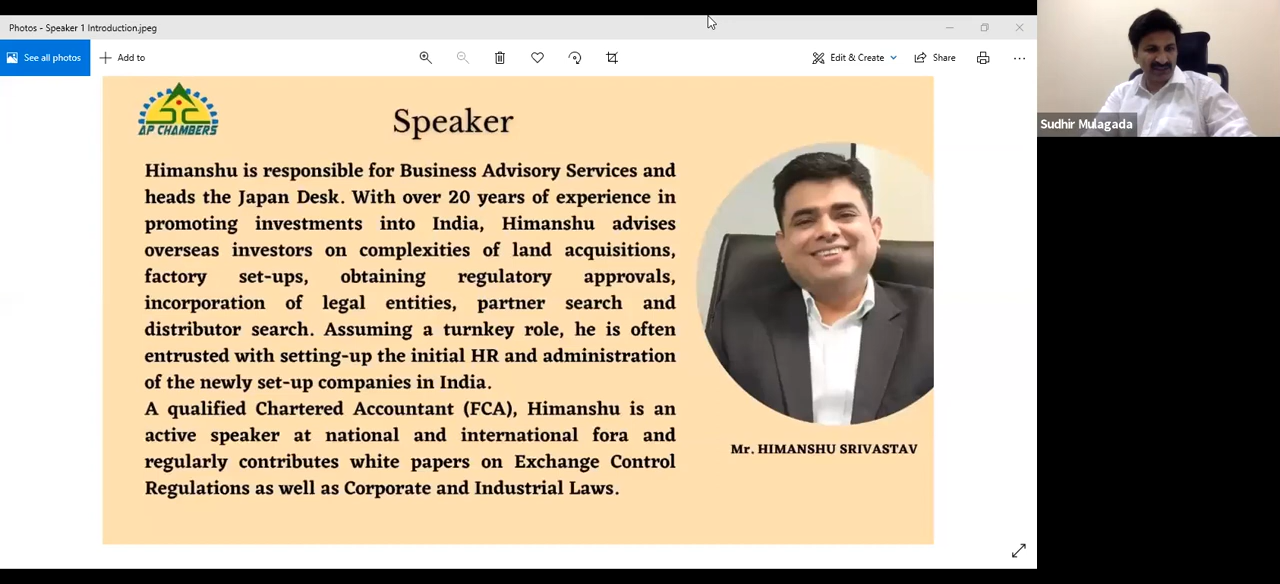 Photos - Speaker 1 Introduction.jpeg
See all photos
Add to
Edit & Create
Share
AP CHAMBERS
Speaker
Himanshu is responsible for Business Advisory Services and
heads the Japan Desk. With over 20 years of experience in
promoting investments into India, Himanshu advises
overseas investors on complexities of land acquisitions,
factory set-ups, obtaining regulatory approvals,
incorporation of legal entities, partner search and
distributor search. Assuming a turnkey role, he is often
entrusted with setting-up the initial HR and administration
of the newly set-up companies in India.
A qualified Chartered Accountant (FCA), Himanshu is an
active speaker at national and international fora and
regularly contributes white papers on Exchange Control
Regulations as well as Corporate and Industrial Laws.
Mr. HIMANSHU SRIVASTAV
Sudhir Mulagada